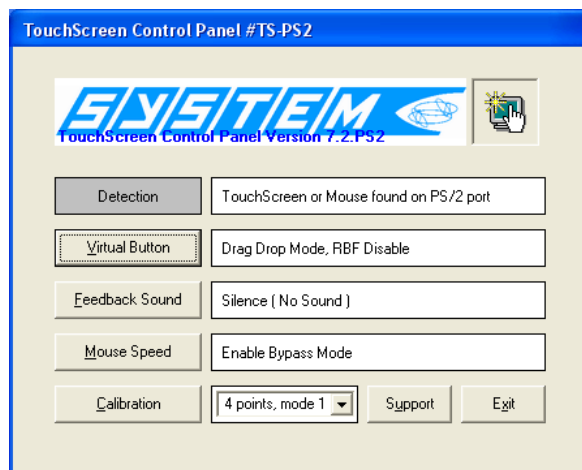 TouchScreen Control Panel #TS-PS2
SYSTEM
TouchScreen Control Panel Version 7.2.PS2
Detection TouchScreen or Mouse found on PS/2 port
Virtual Button Drag Drop Mode, RBF Disable
Feedback Sound Silence ( No Sound )
Mouse Speed Enable Bypass Mode
Calibration 4 points, mode 1 Support Exit